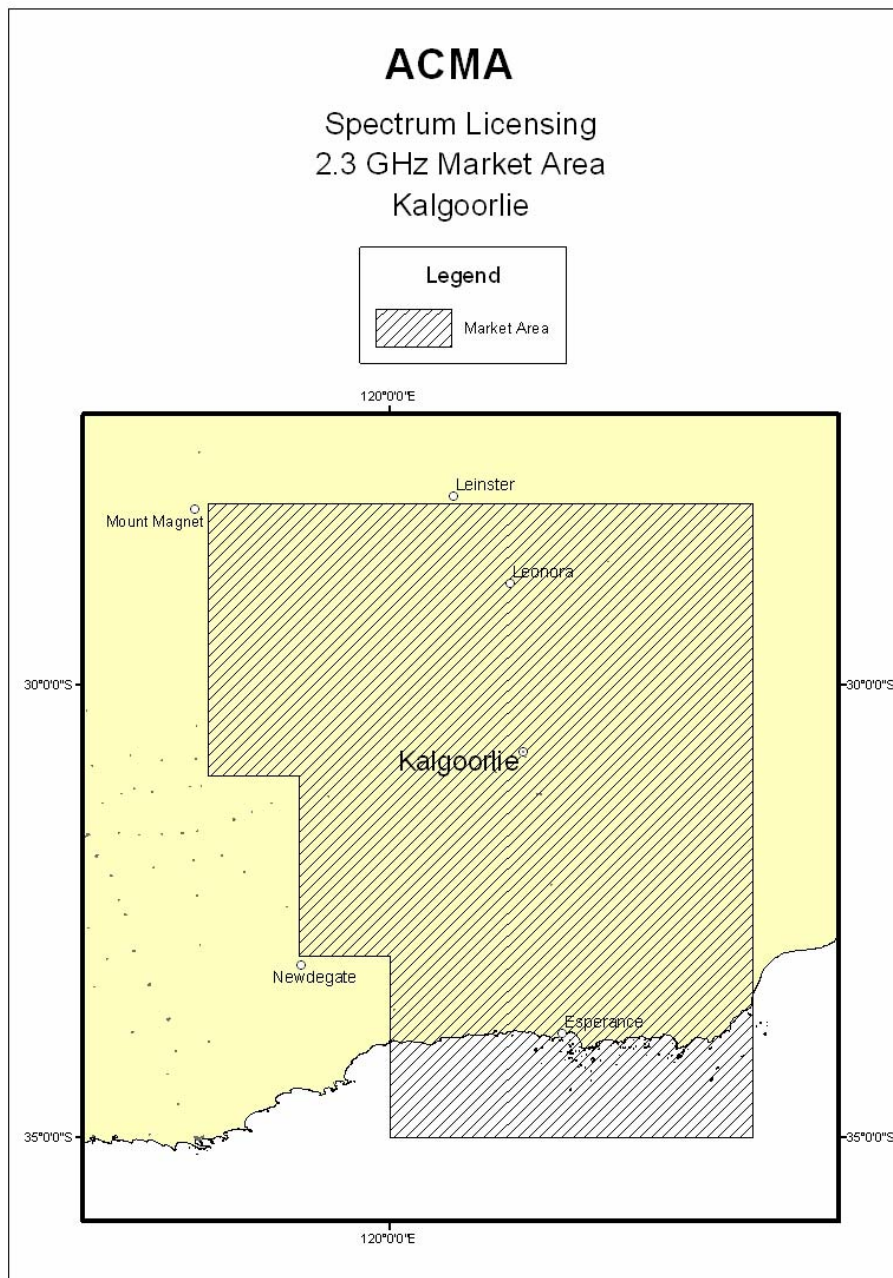 ACMA
Spectrum Licensing
2.3 GHz Market Area
Kalgoorlie
Legend
Market Area
120°0'0"E
Leinster
Mount Magnet
Leonora
30°0'0"S
30°0'0"S
Kalgoorlie
Newdegate
Esperance
35°0'0"S
35°0'0"S
120°0'0"E